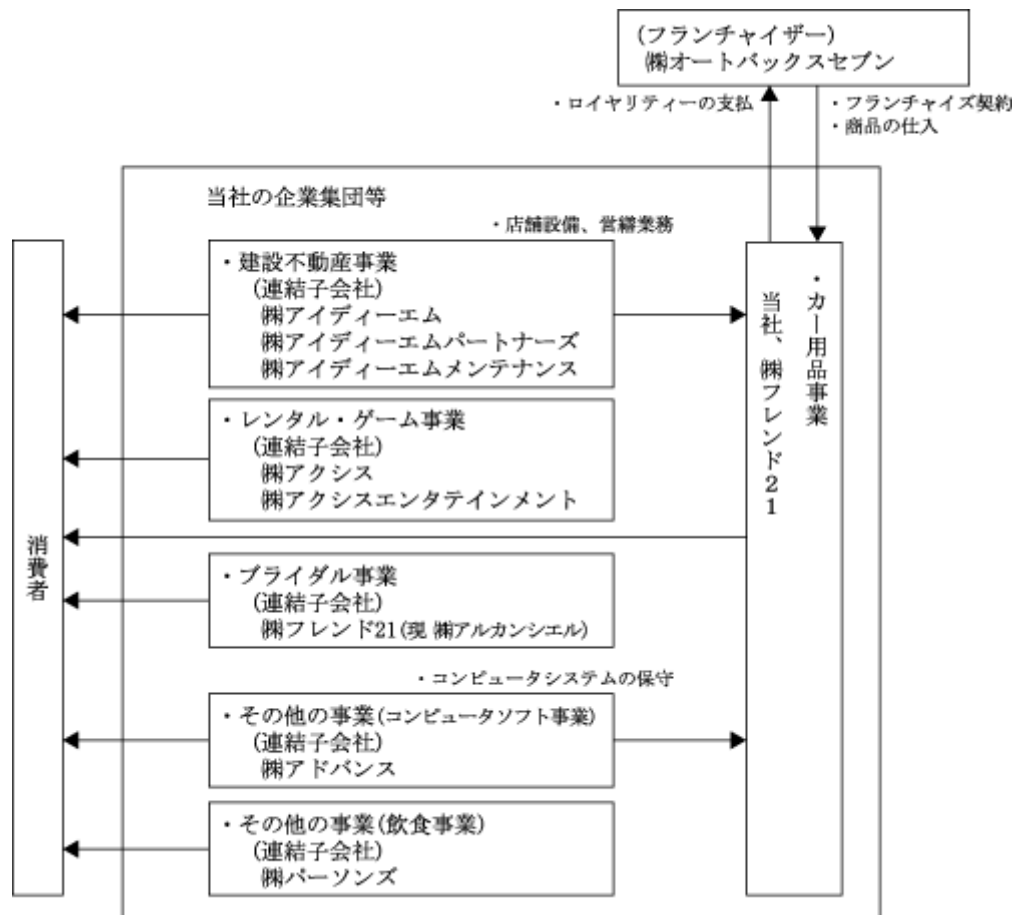 (フランチャイザー)
㈱オートバックスセブン
・ロイヤリティーの支払
・フランチャイズ契約
・商品の仕入
当社の企業集団等
・店舗設備、営繕業務
・建設不動産事業
(連結子会社)
㈱アイディーエム
㈱アイディーエムパートナーズ
㈱アイディーエムメンテナンス
・レンタル・ゲーム事業
(連結子会社)
㈱アクシス
㈱アクシスエンタテインメント
・ブライダル事業
(連結子会社)
㈱フレンド21(現 ㈱アルカンシエル)
・コンピュータシステムの保守
・その他の事業(コンピュータソフト事業)
(連結子会社)
㈱アドバンス
・その他の事業(飲食事業)
(連結子会社)
㈱パーソンズ
消費者
・カー用品事業
当社、㈱フレンド21